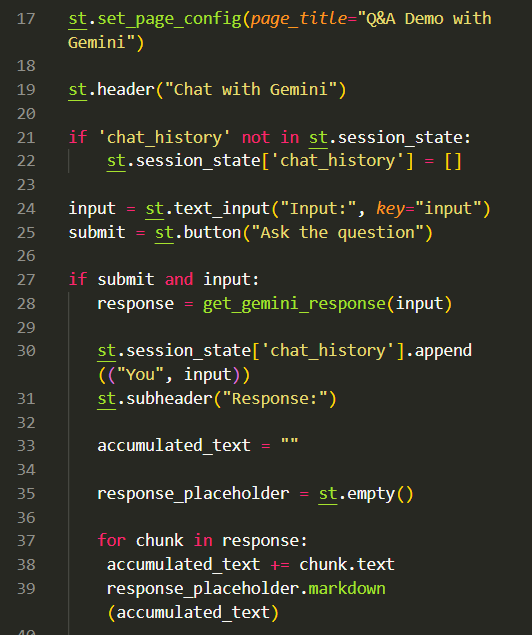 17 st.set_page_config(page_title="Q&A Demo with
Gemini")
18
19 st.header("Chat with Gemini")
20
21 if 'chat_history' not in st.session_state:
22 st.session_state['chat_history'] = []
23
24 input = st.text_input("Input:", key="input")
25 submit = st.button("Ask the question")
26
27 if submit and input:
28 response = get_gemini_response(input)
29
30 st.session_state['chat_history'].append
(("You", input))
31 st.subheader("Response:")
32
33 accumulated_text = ""
34
35 response_placeholder = st.empty()
36
37 for chunk in response:
38 accumulated_text += chunk.text
39 response_placeholder.markdown
(accumulated_text)
40